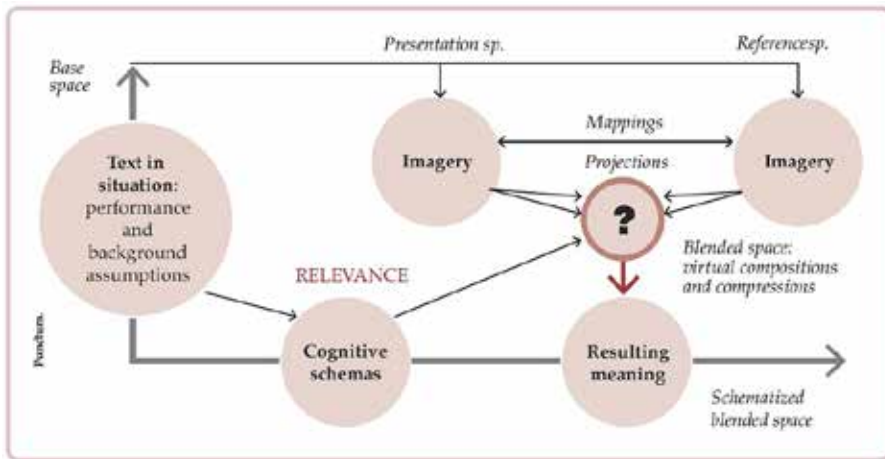 Presentation sp.
Referencesp.
Base
space
Mappings
Text in
situation:
performance
and
background
assumptions
Imagery
Imagery
Projections
?
RELEVANCE
Blended space:
virtual compositions
and compressions
Punctum.
Cognitive
schemas
Resulting
meaning
Schematized
blended space